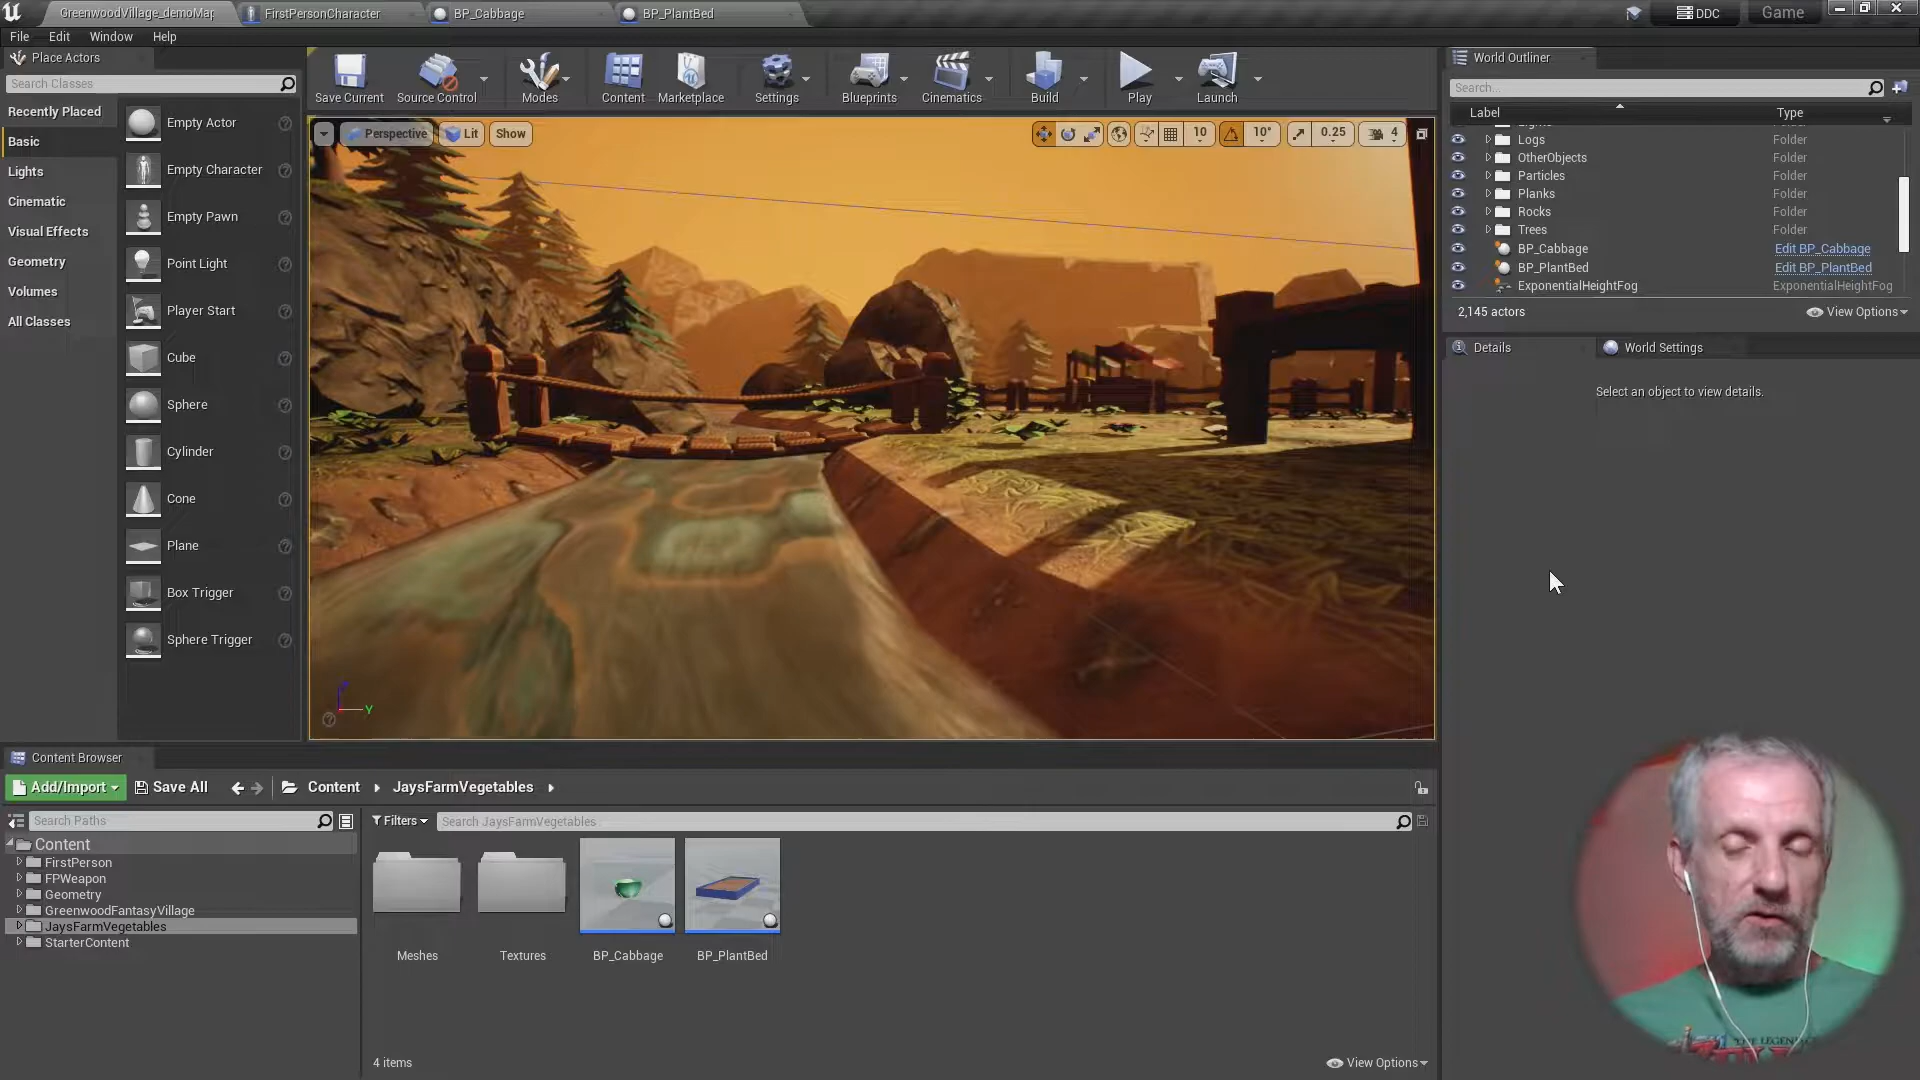 GreenwoodVillage_demoMap
FirstPersonCharacter
BP_Cabbage
BP_PlantBed
DDC
Game
File
Edit
Window
Help
Place Actors
Search Classes
Recently Placed
Basic
Lights
Cinematic
Visual Effects
Geometry
Volumes
All Classes
Empty Actor
Empty Character
Empty Pawn
Point Light
Player Start
Cube
Sphere
Cylinder
Cone
Plane
Box Trigger
Sphere Trigger
Save Current
Source Control
Modes
Content
Marketplace
Settings
Blueprints
Cinematics
Build
Play
Launch
Perspective
Lit
Show
10
10°
0.25
4
Y
World Outliner
Search...
Label
Type
Logs
Folder
OtherObjects
Folder
Particles
Folder
Planks
Folder
Rocks
Folder
Trees
Folder
BP_Cabbage
Edit BP_Cabbage
BP_PlantBed
Edit BP_PlantBed
ExponentialHeightFog
ExponentialHeightFog
2,145 actors
View Options
Details
World Settings
Select an object to view details.
Content Browser
Add/Import
Save All
Content
JaysFarmVegetables
Search Paths
Filters
Search JaysFarmVegetables
Content
FirstPerson
FPWeapon
Geometry
GreenwoodFantasyVillage
JaysFarmVegetables
StarterContent
Meshes
Textures
BP_Cabbage
BP_PlantBed
4 items
View Options
THE LEGEND